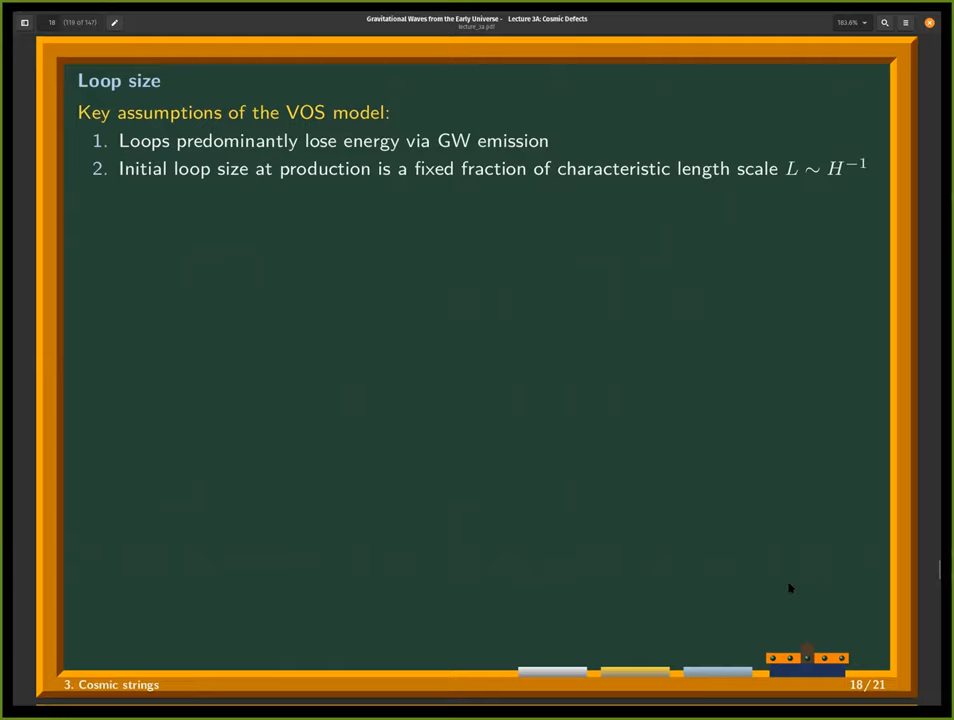 18 (119 of 147)
Gravitational Waves from the Early Universe - Lecture 3A: Cosmic Defects
lecture_3a.pdf
183.6%
Loop size
Key assumptions of the VOS model:
1. Loops predominantly lose energy via GW emission
2. Initial loop size at production is a fixed fraction of characteristic length scale L ∼ H⁻¹
3. Cosmic strings
18/21